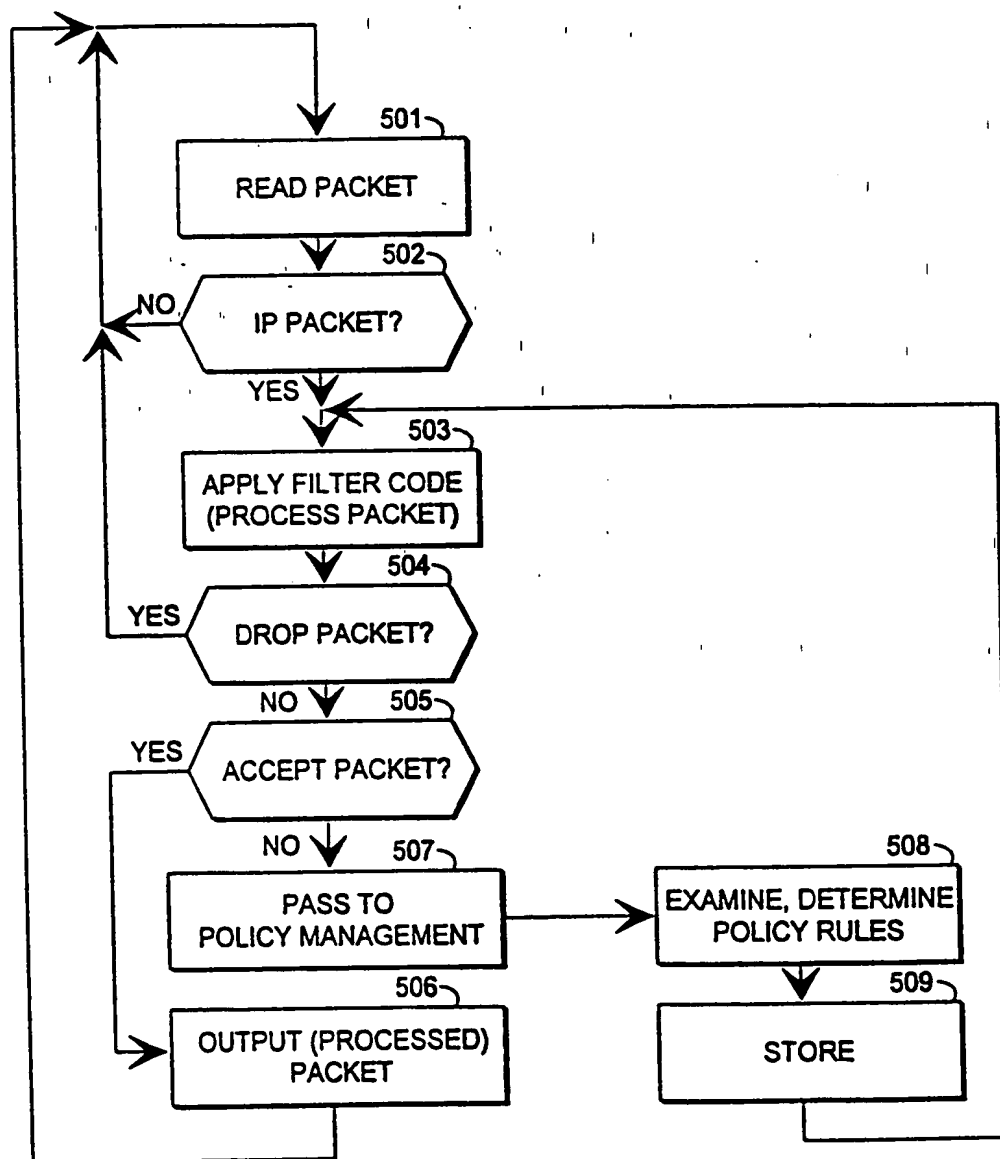 501
READ PACKET
502
NO
IP PACKET?
YES
503
APPLY FILTER CODE
(PROCESS PACKET)
504
YES
DROP PACKET?
NO
505
YES
ACCEPT PACKET?
NO
507
PASS TO
POLICY MANAGEMENT
508
EXAMINE, DETERMINE
POLICY RULES
506
OUTPUT (PROCESSED)
PACKET
509
STORE